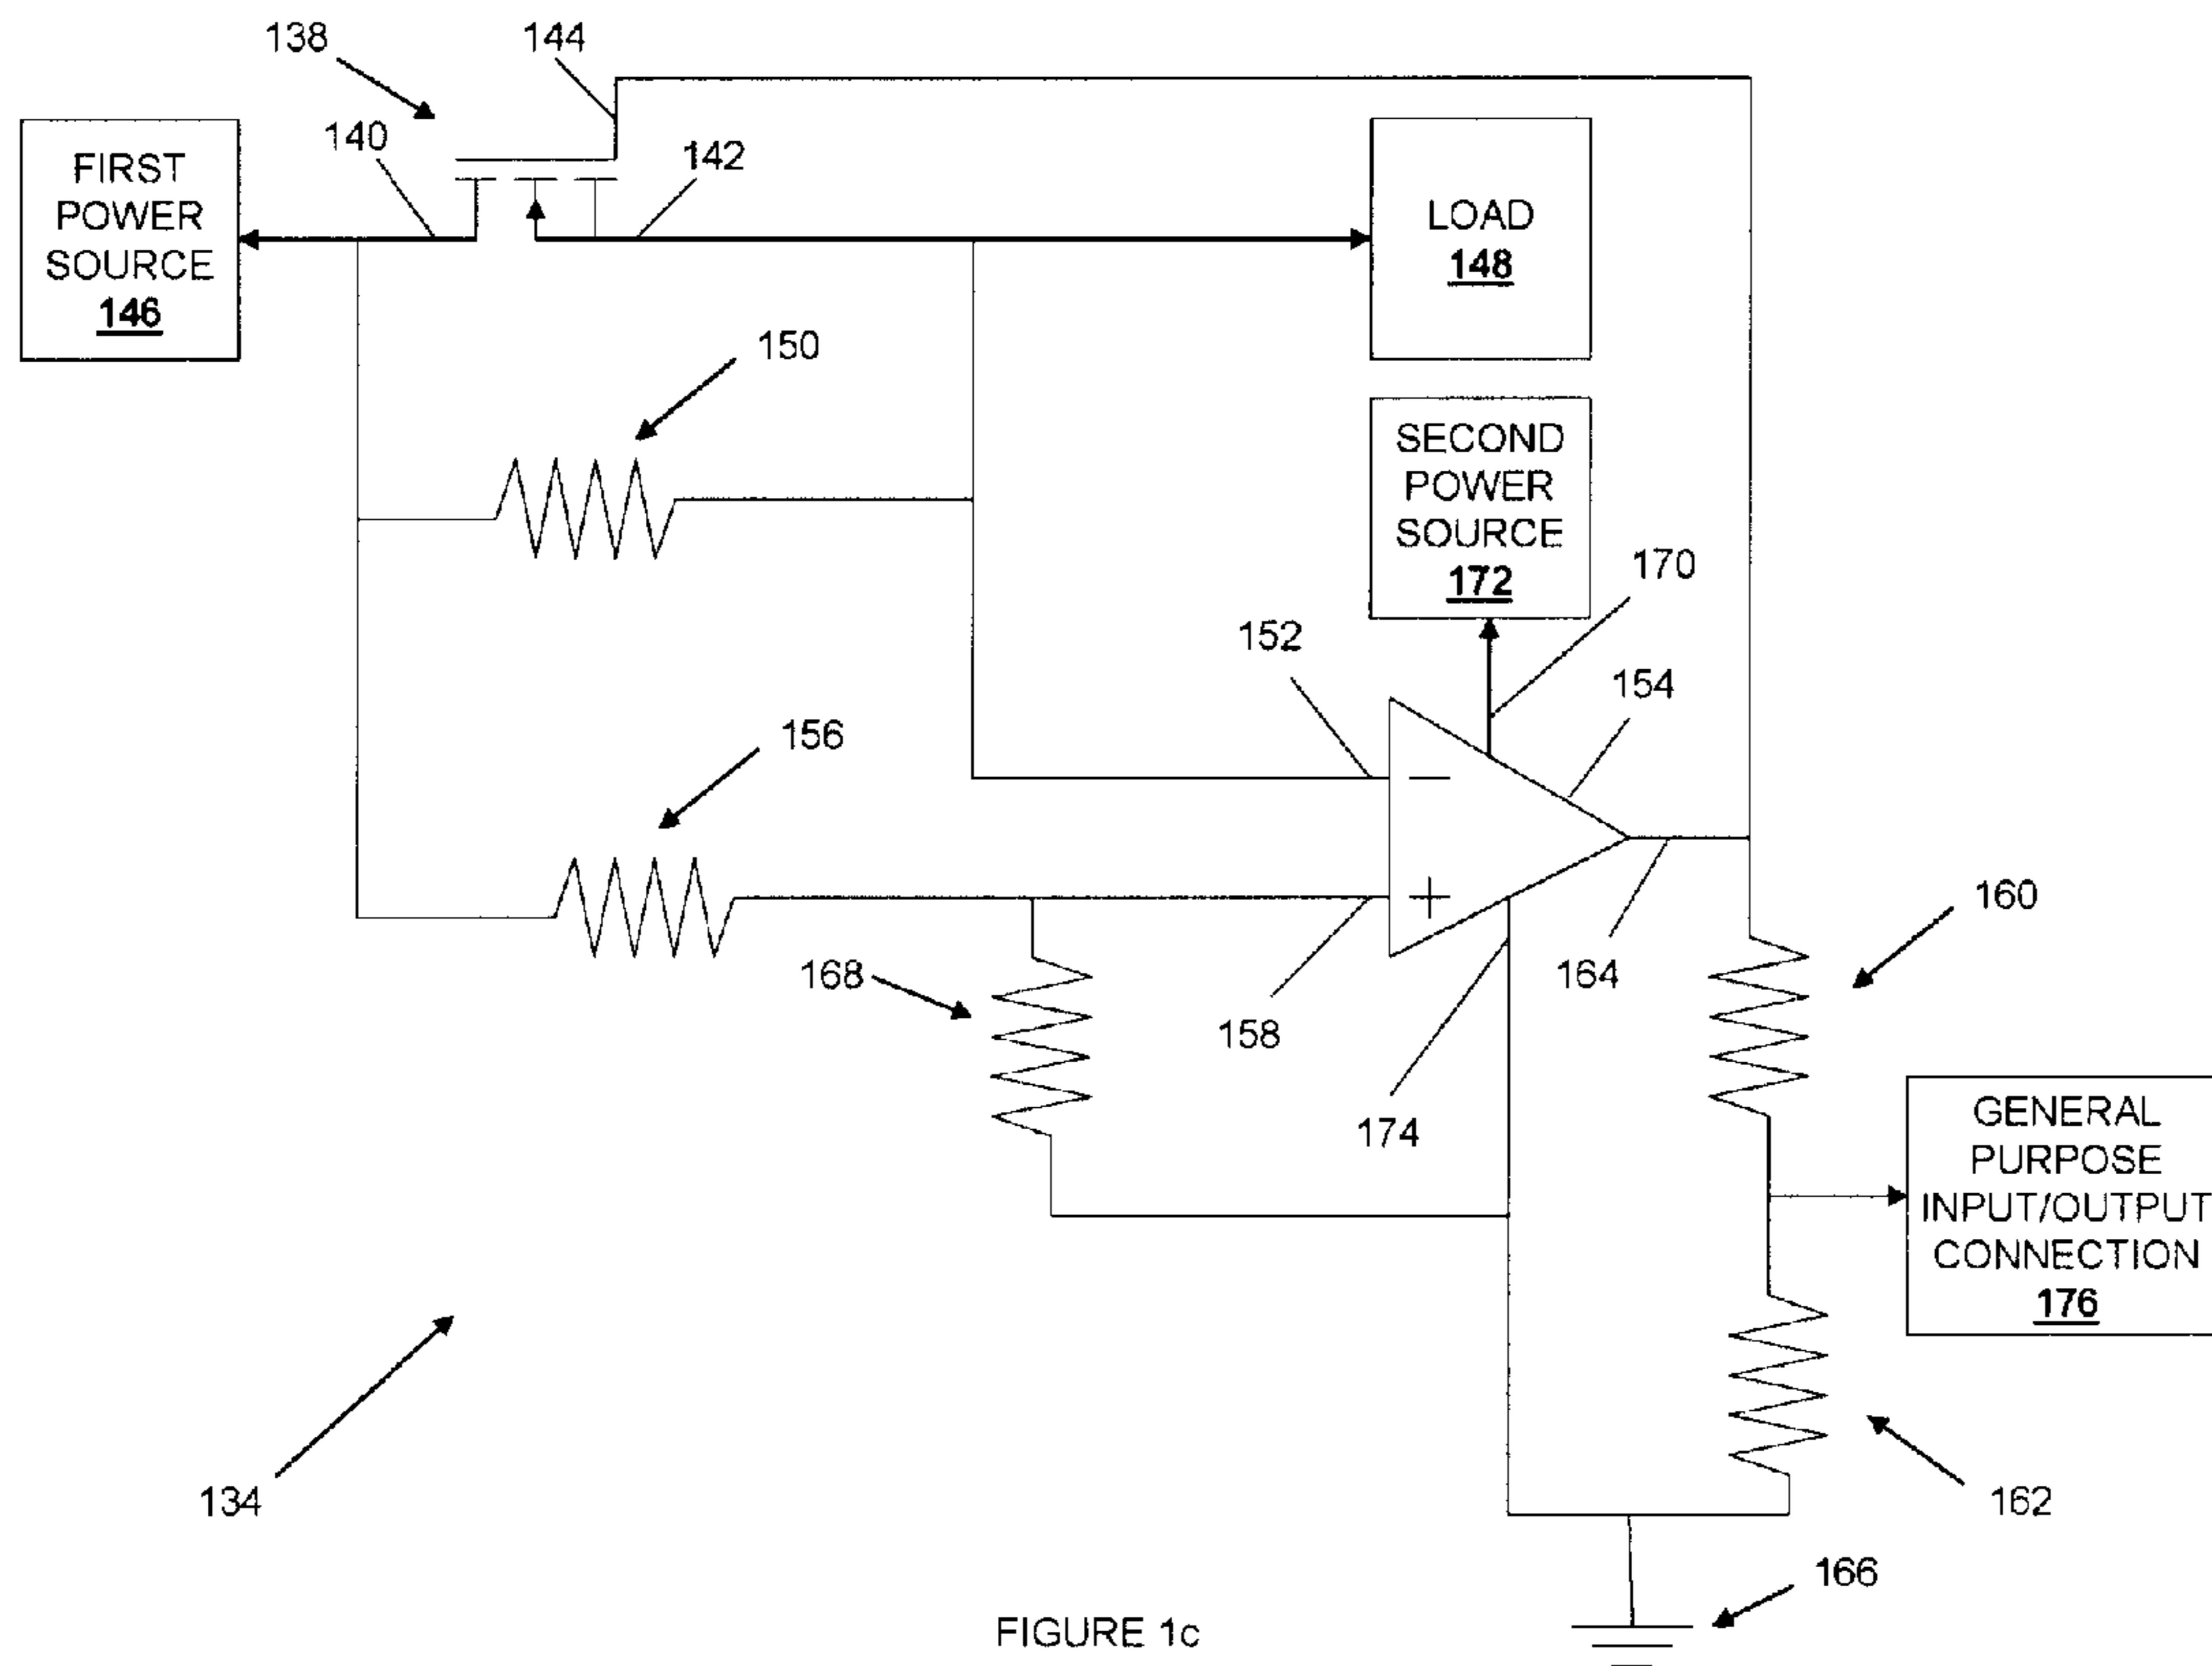 138
144
140
142
FIRST
POWER
SOURCE
146
LOAD
148
150
SECOND
POWER
SOURCE
172
170
152
154
156
160
168
158
164
174
GENERAL
PURPOSE
INPUT/OUTPUT
CONNECTION
176
134
162
166
FIGURE 1c